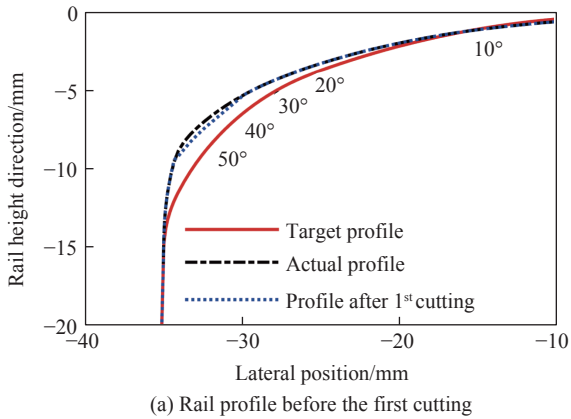 0
−5
−10
−15
−20
Rail height direction/mm
10°
20°
30°
40°
50°
Target profile
Actual profile
Profile after 1st cutting
−40
−30
−20
−10
Lateral position/mm
(a) Rail profile before the first cutting